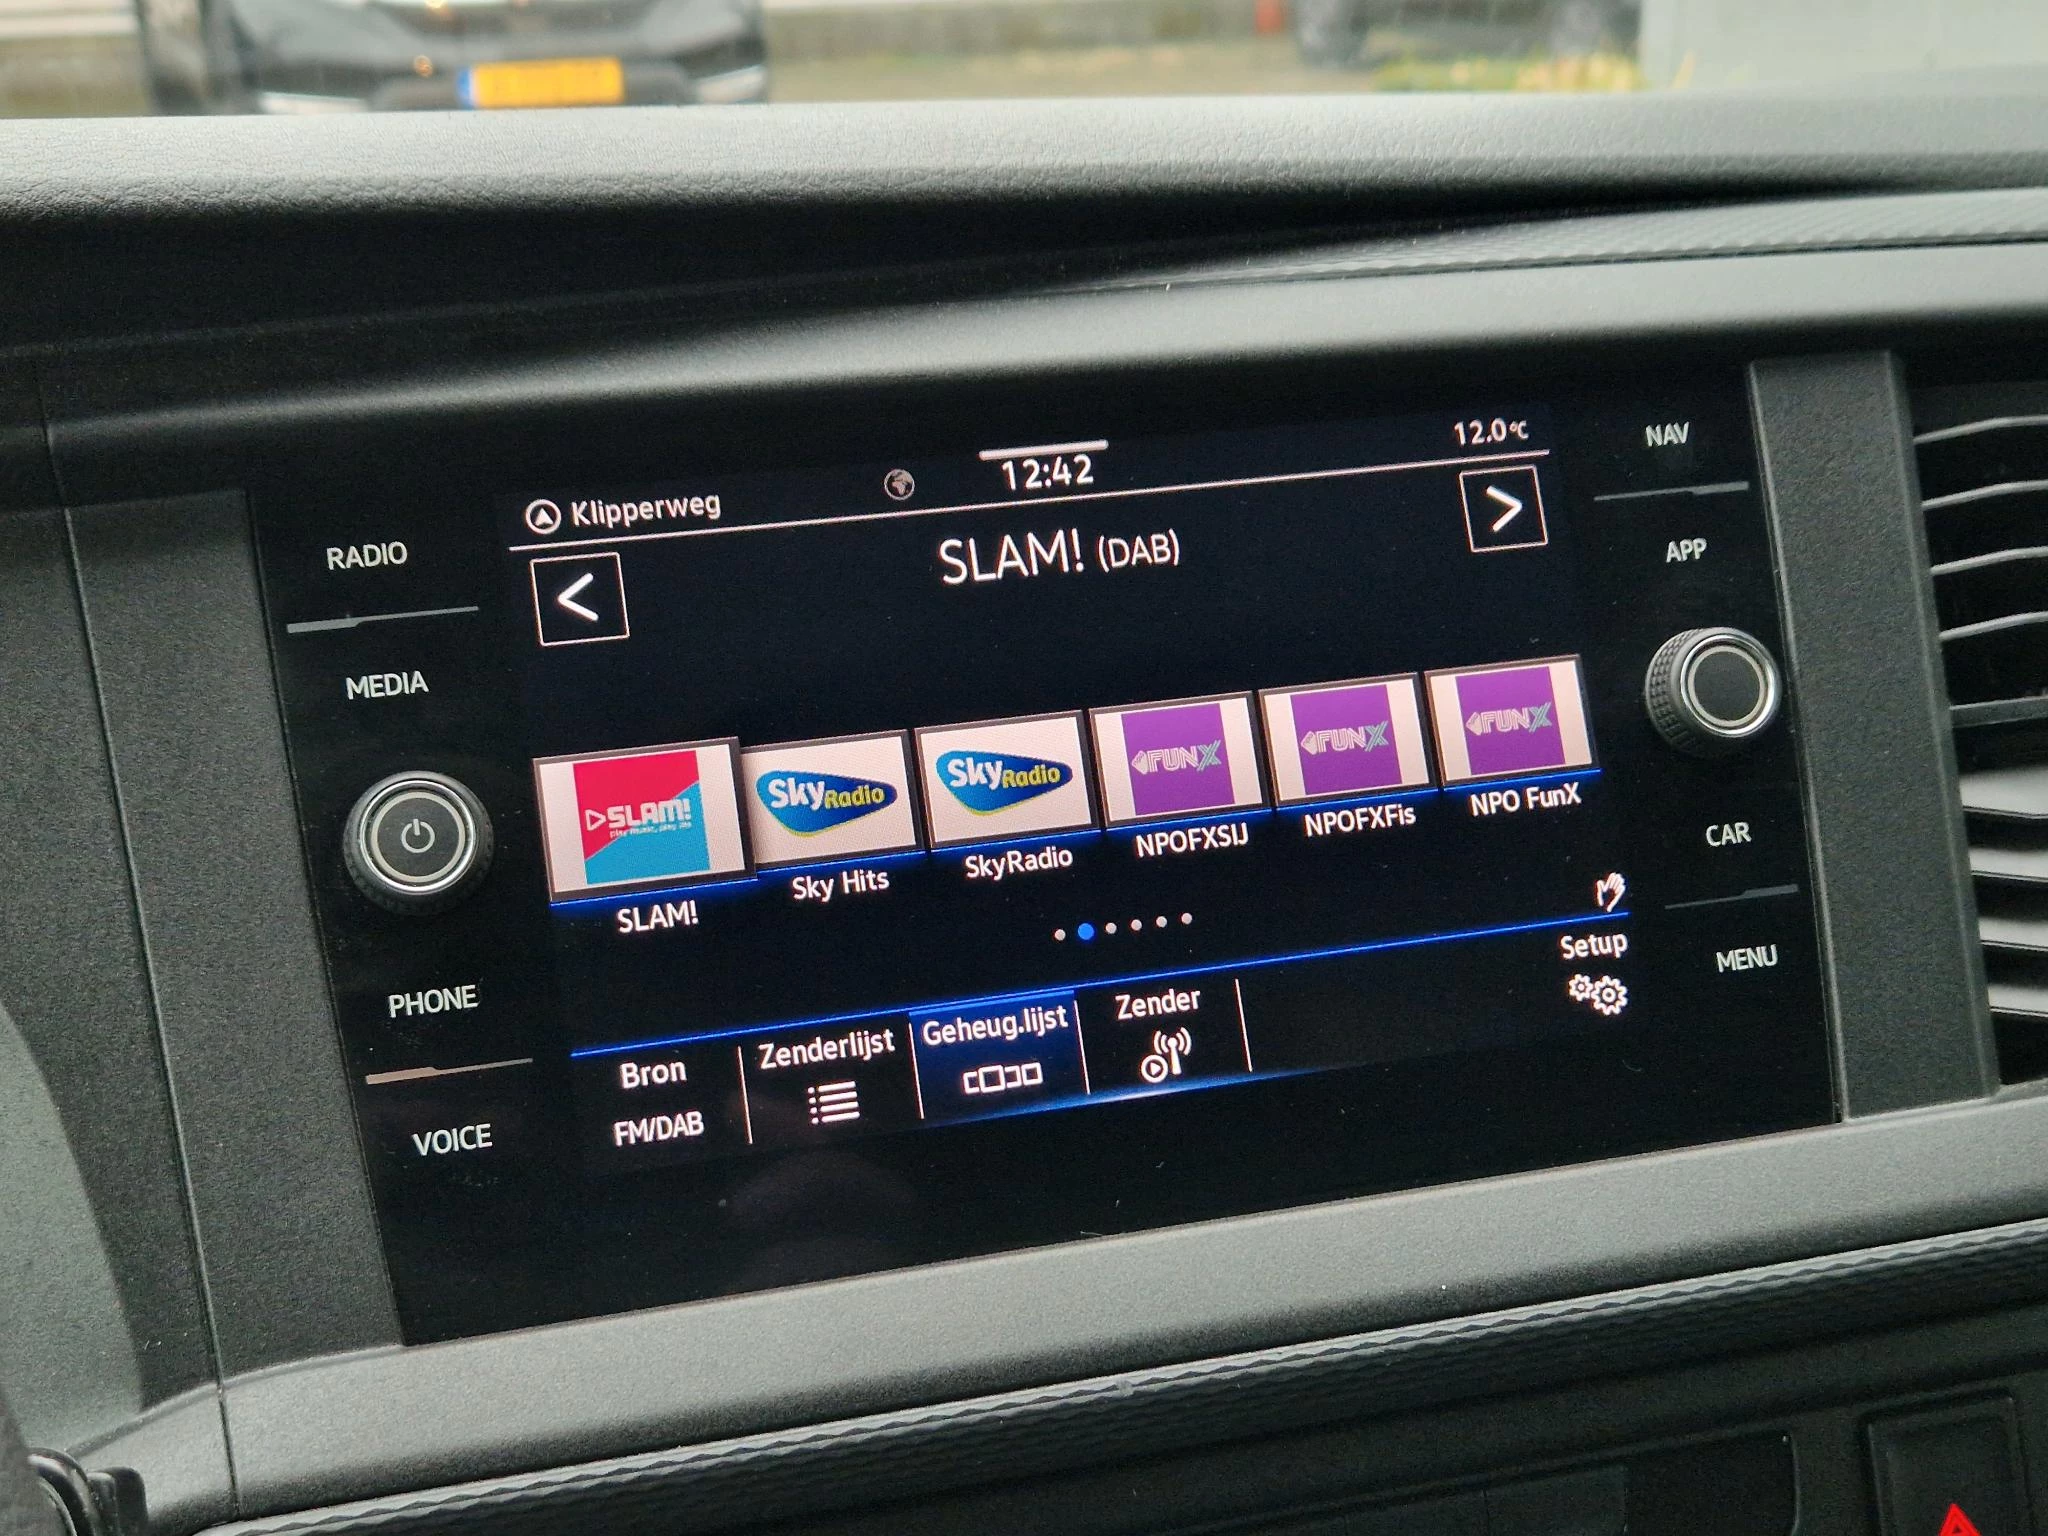 12.0°C
12:42
Klipperweg
NAV
RADIO
SLAM! (DAB)
APP
MEDIA
SLAM!
Sky Radio
Sky Radio
FUNX
FUNX
FUNX
SLAM!
Sky Hits
SkyRadio
NPOFXSIJ
NPOFXFis
NPO FunX
CAR
PHONE
Setup
MENU
VOICE
Bron
FM/DAB
Zenderlijst
Geheug.lijst
Zender